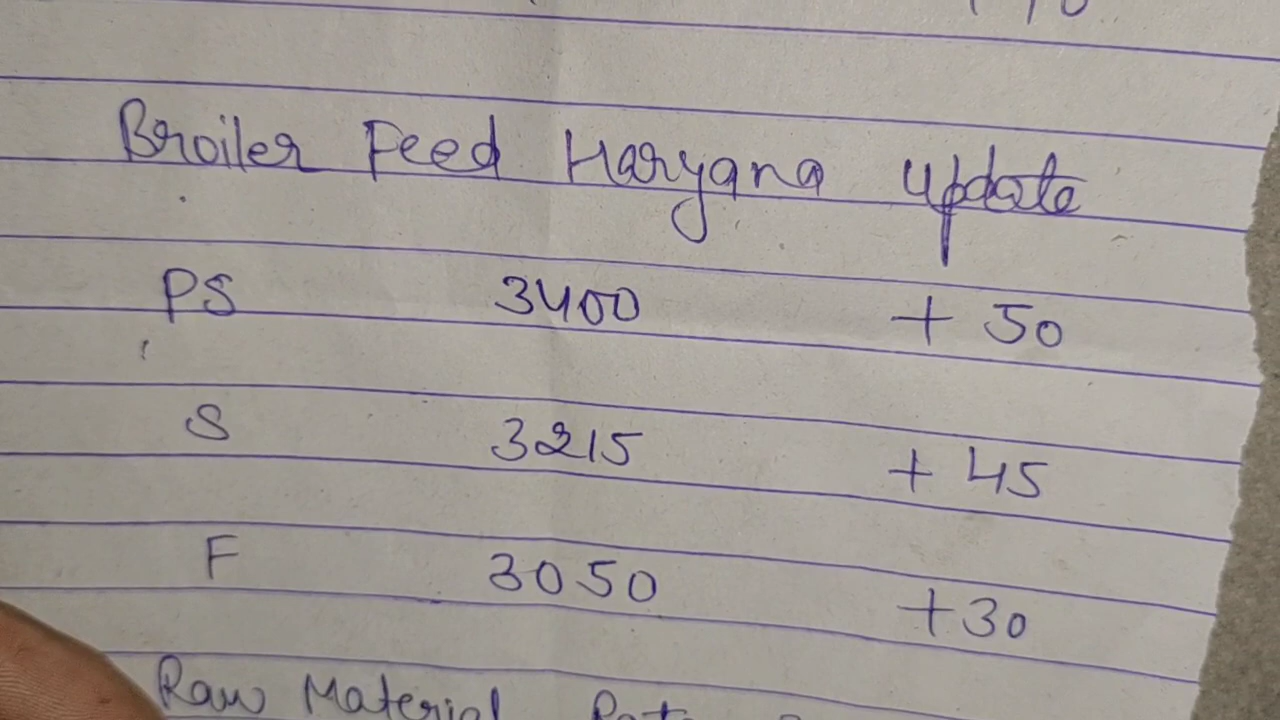 Broiler Feed Haryana update
PS 3400 + 50
S 3215 + 45
F 3050 +30
Raw Material